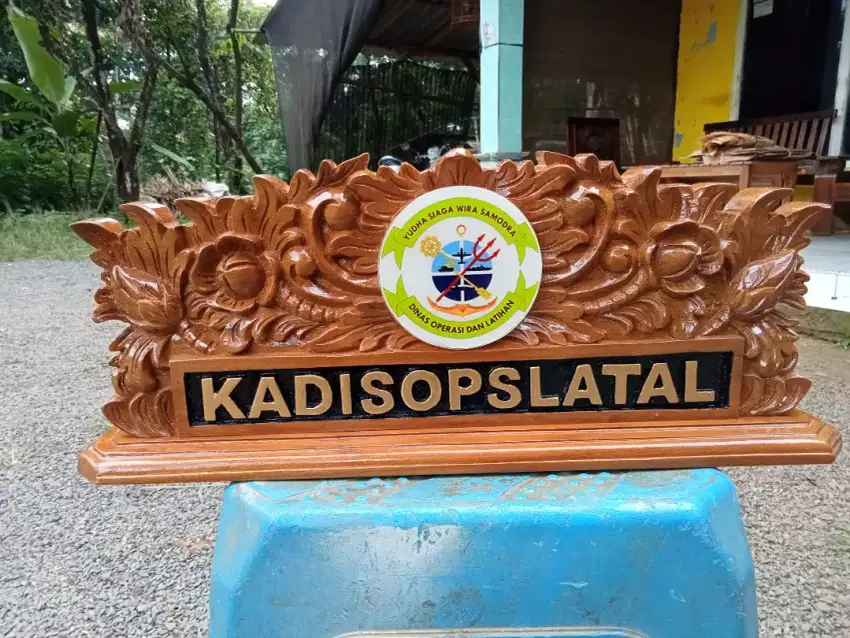 YUDHA SIAGA WIRA SAMODRA
DINAS OPERASI DAN LATIHAN
KADISOPSLATAL